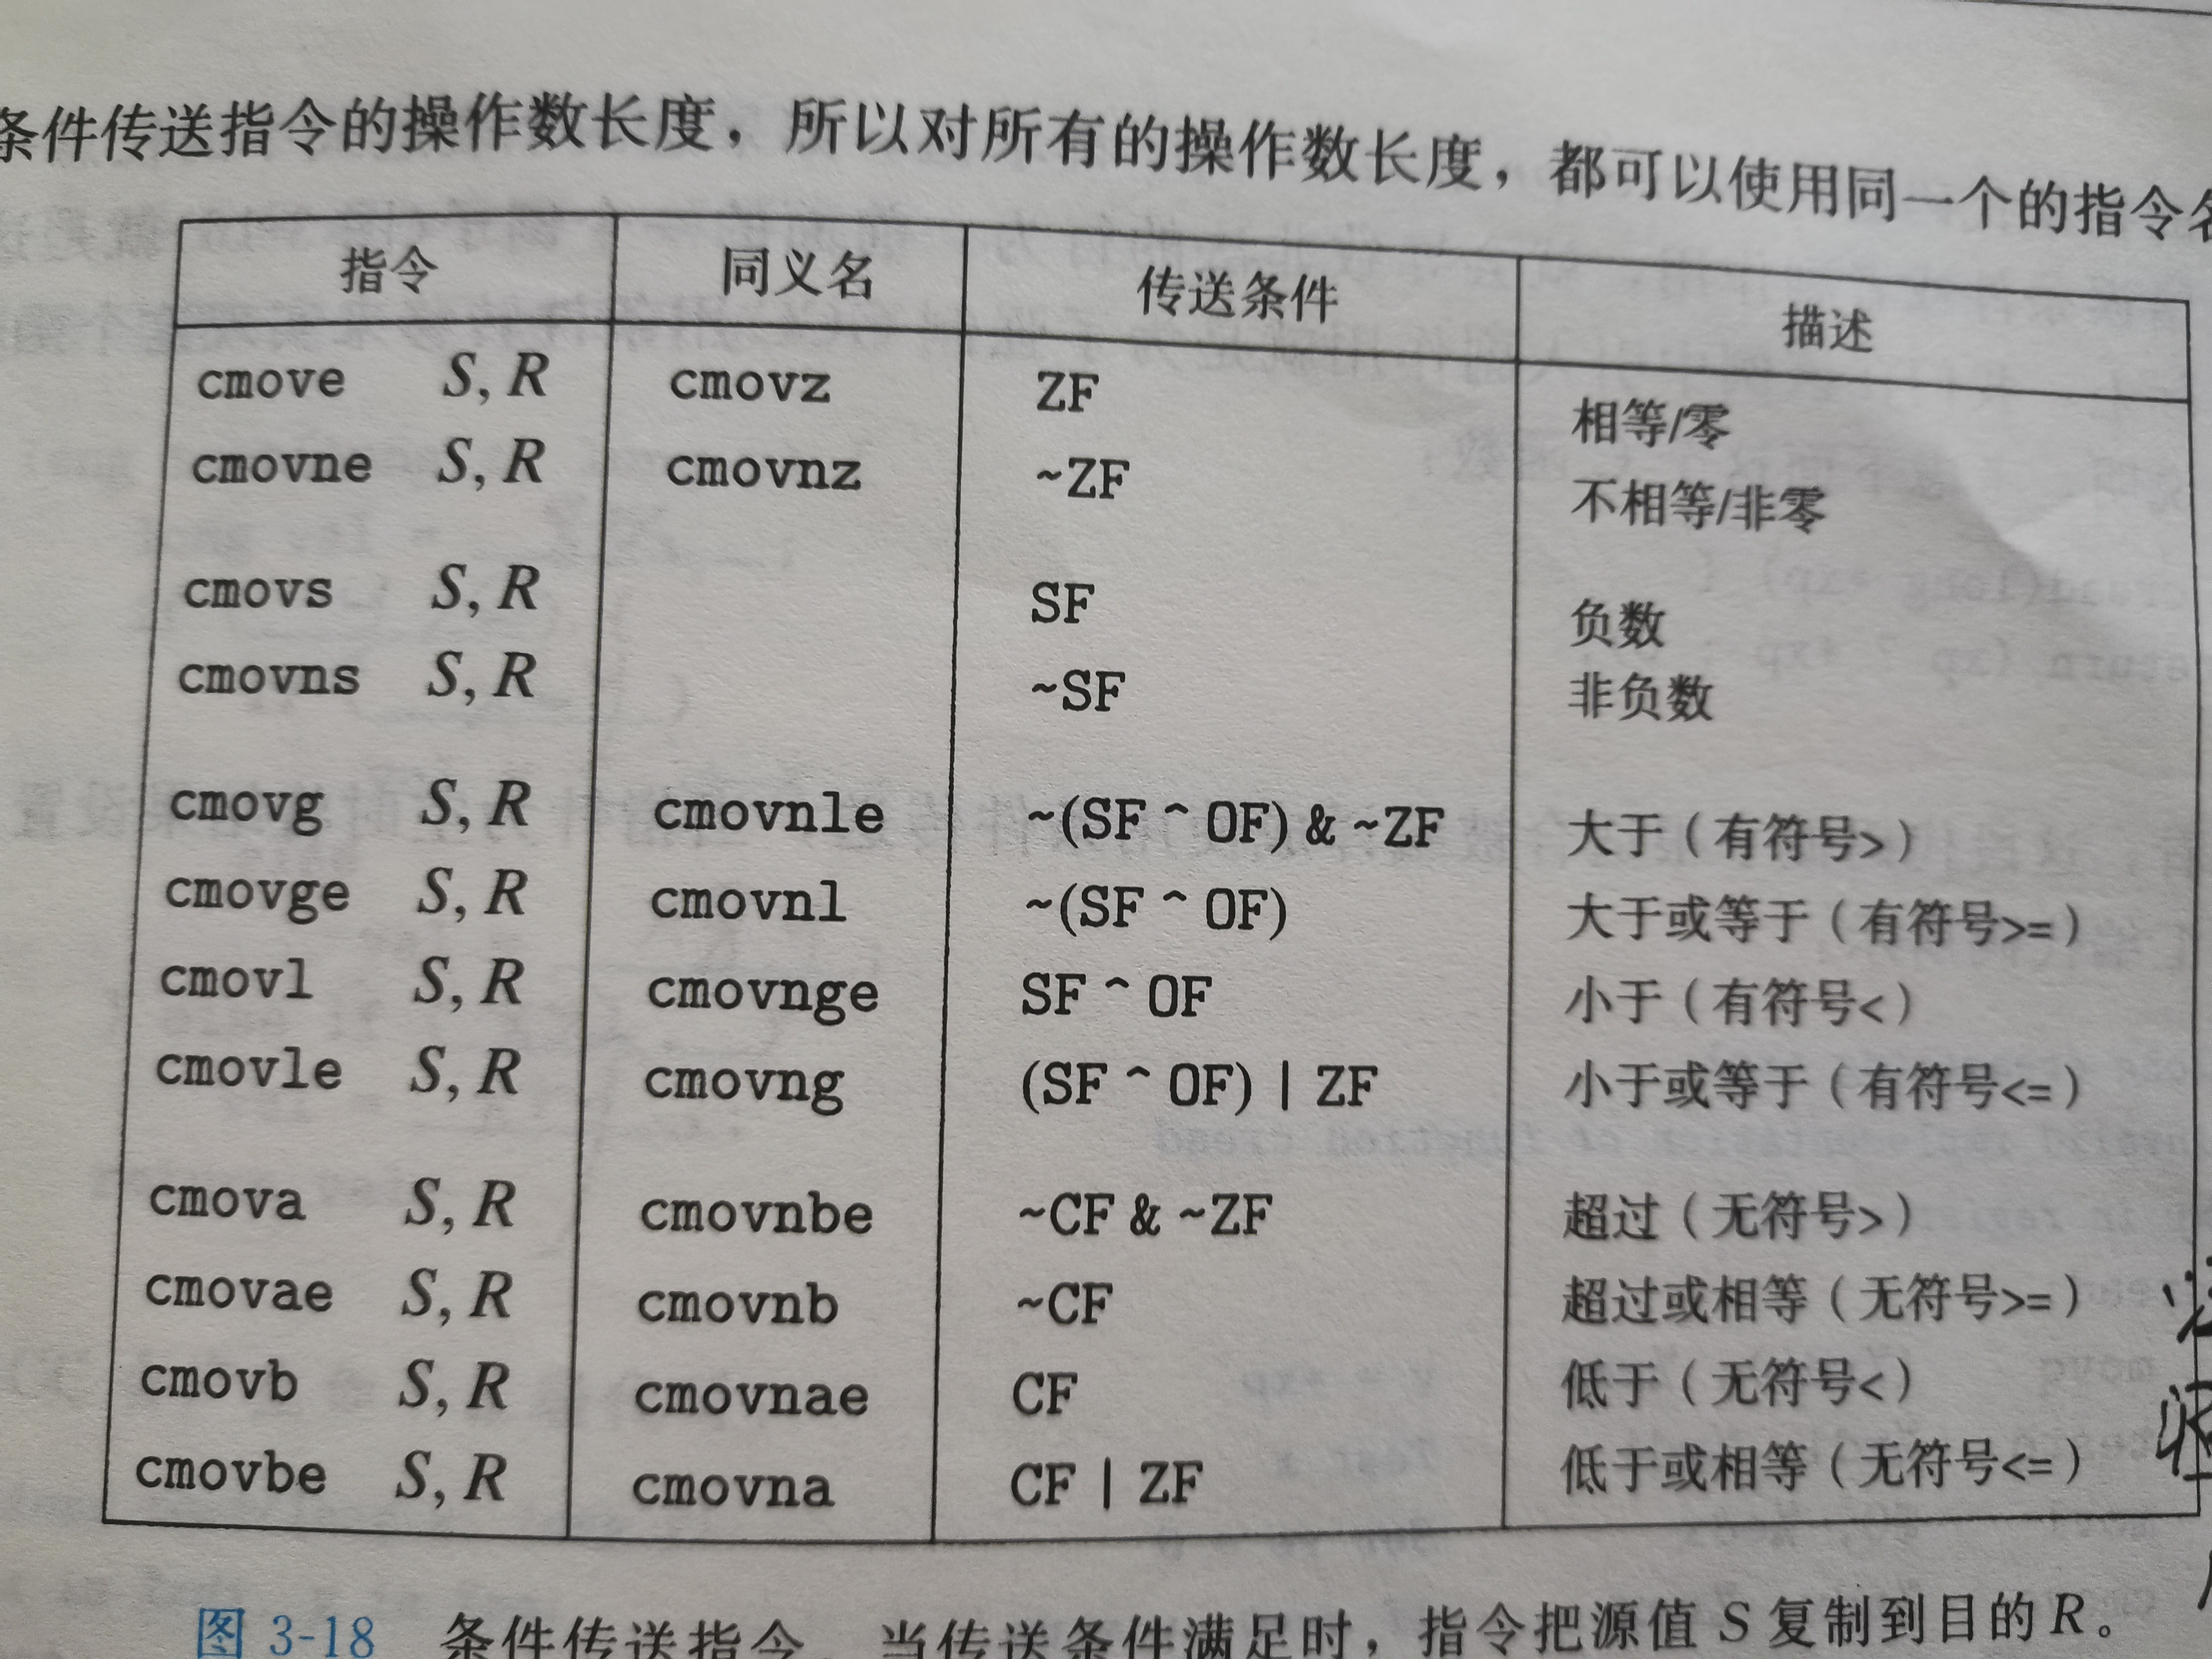 条件传送指令的操作数长度，所以对所有的操作数长度，都可以使用同一个的指令名
指令 同义名 传送条件 描述
cmove S, R cmovz ZF 相等/零
cmovne S, R cmovnz ~ZF 不相等/非零
cmovs S, R SF 负数
cmovns S, R ~SF 非负数
cmovg S, R cmovnle ~(SF ^ OF) & ~ZF 大于（有符号>）
cmovge S, R cmovnl ~(SF ^ OF) 大于或等于（有符号>=）
cmovl S, R cmovnge SF ^ OF 小于（有符号<）
cmovle S, R cmovng (SF ^ OF) | ZF 小于或等于（有符号<=）
cmova S, R cmovnbe ~CF & ~ZF 超过（无符号>）
cmovae S, R cmovnb ~CF 超过或相等（无符号>=）
cmovb S, R cmovnae CF 低于（无符号<）
cmovbe S, R cmovna CF | ZF 低于或相等（无符号<=）
图 3-18 条件传送指令。当传送条件满足时，指令把源值 S 复制到目的 R。